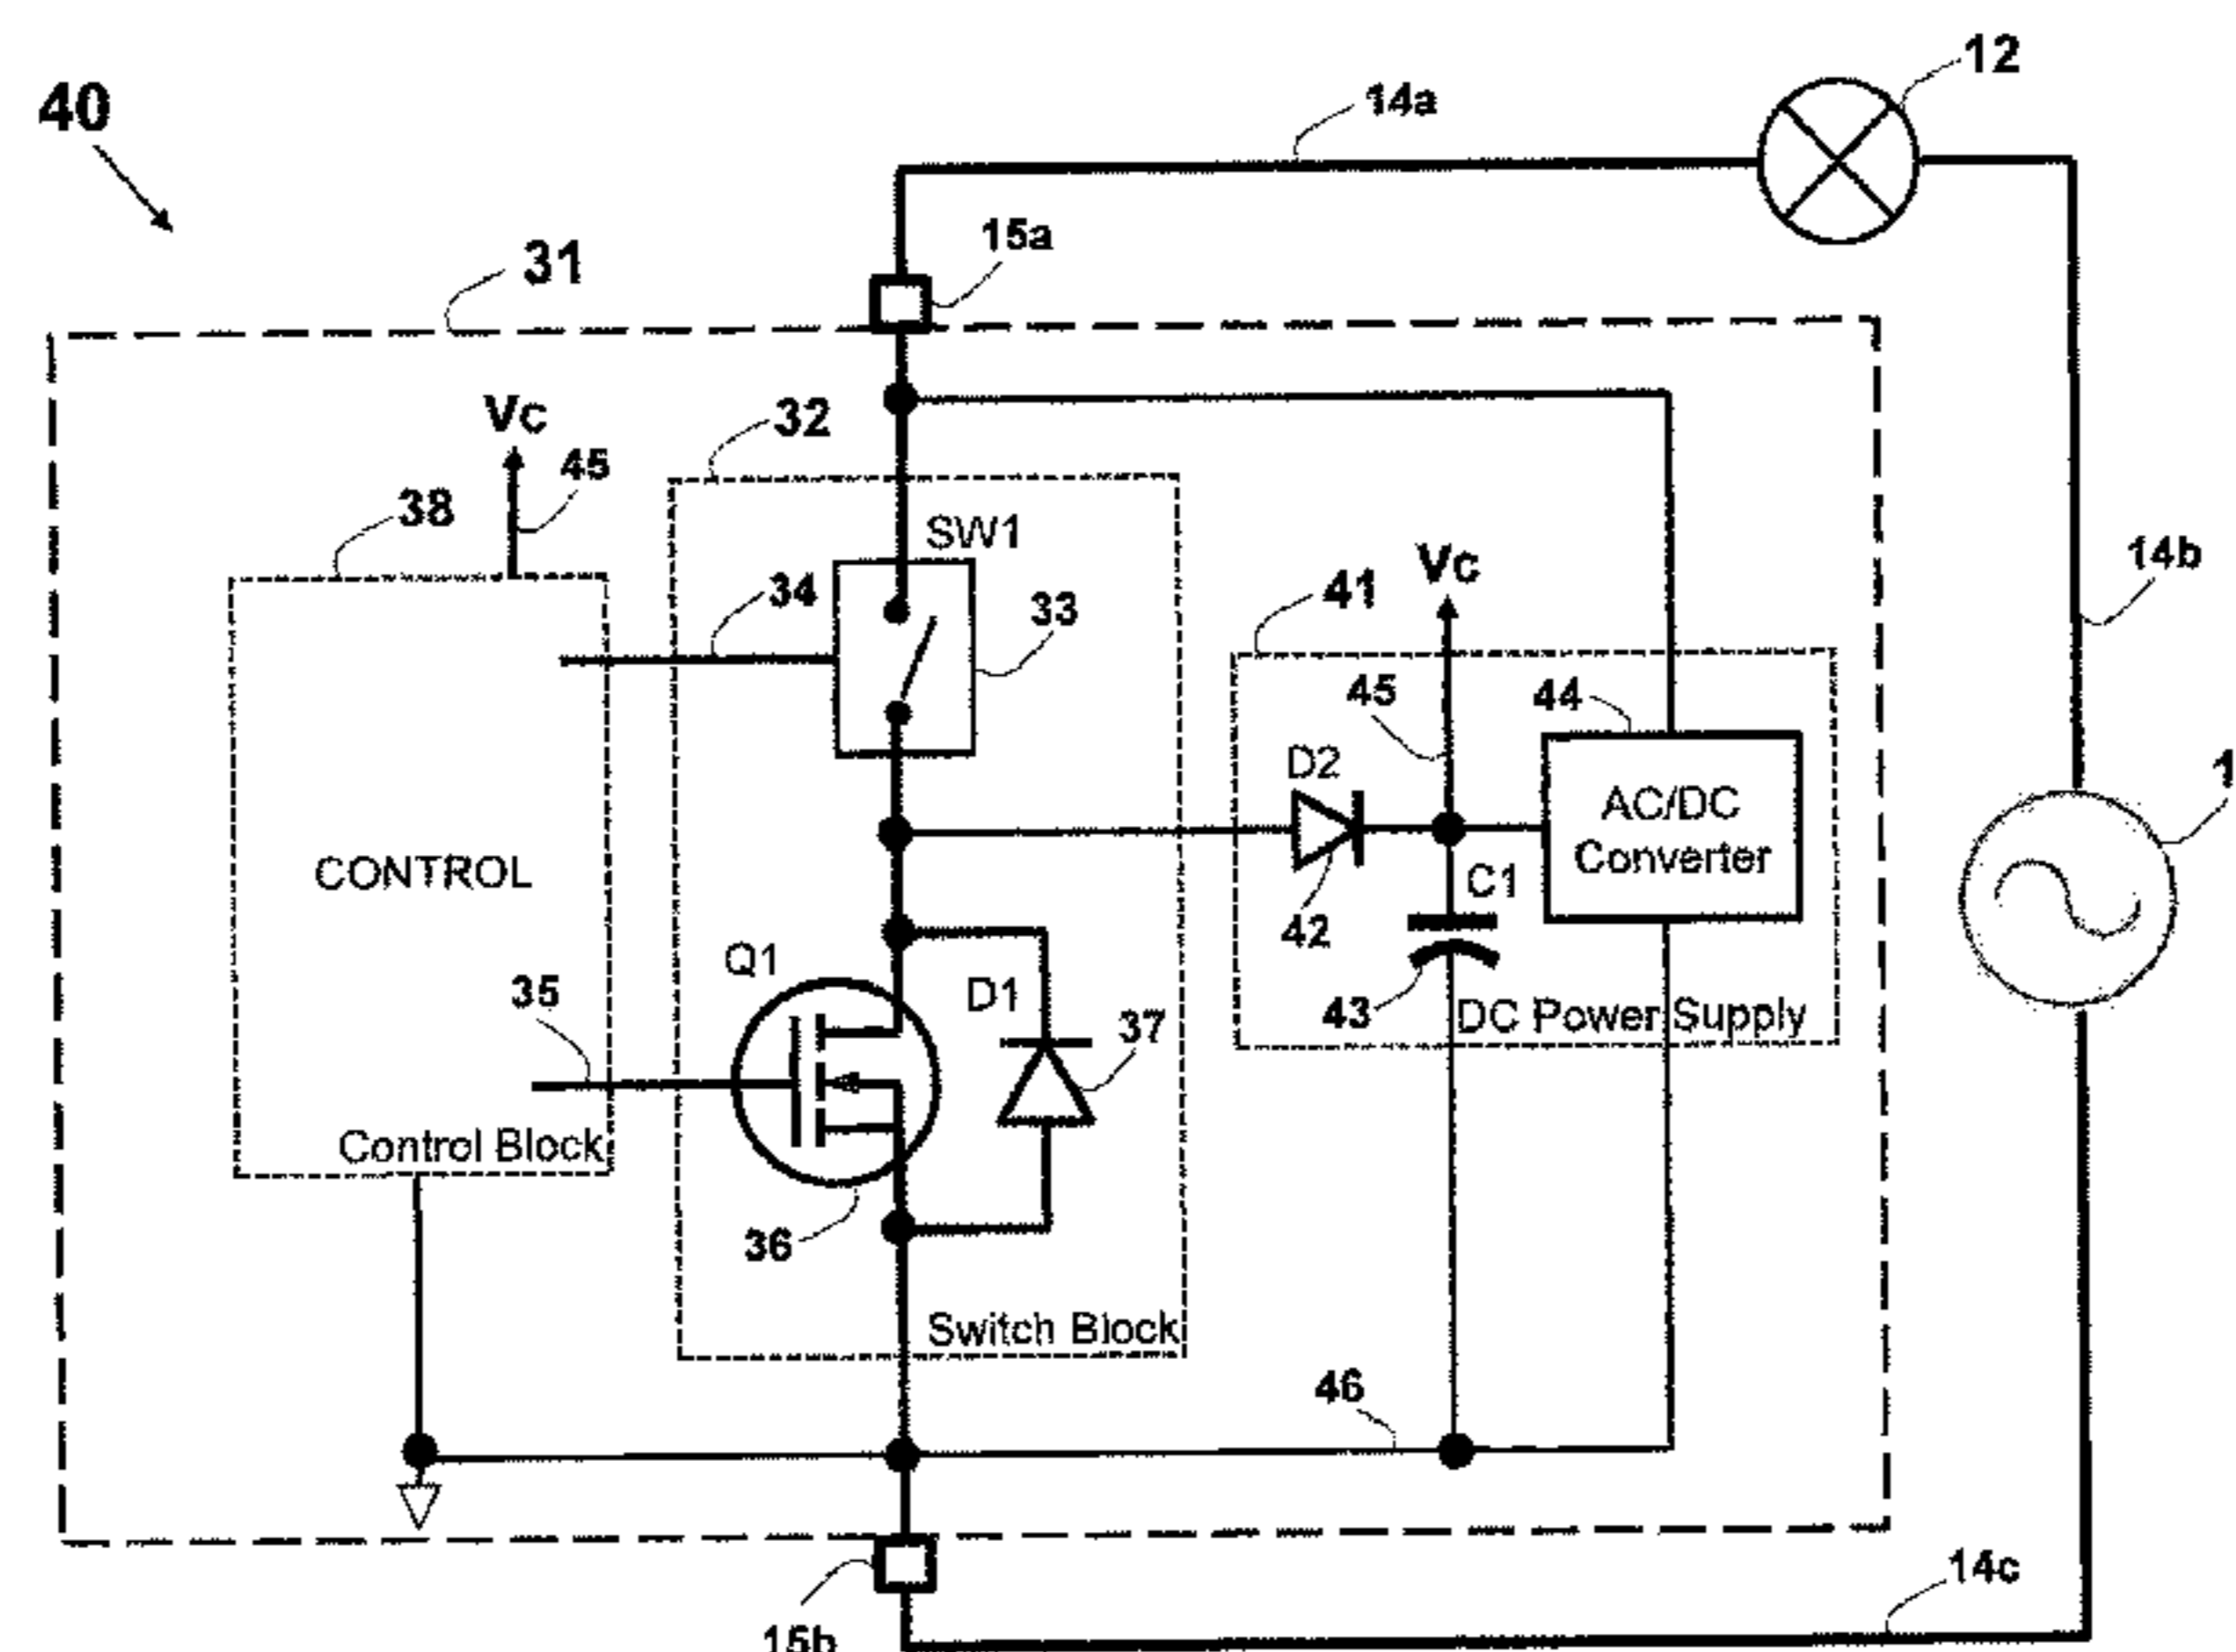 12
40
14a
15a
31
Vc
32
45
38
SW1
34
33
Vc
41
14b
45
44
D2
1
AC/DC
Converter
CONTROL
C1
42
Q1
D1
35
43
DC Power Supply
37
Control Block
36
Switch Block
46
14c
15b